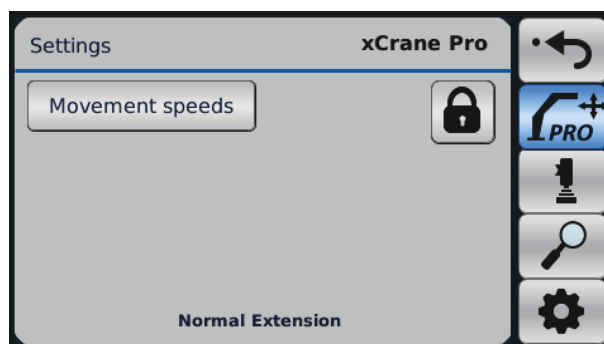 Settings
xCrane Pro
Movement speeds
PRO
Normal Extension